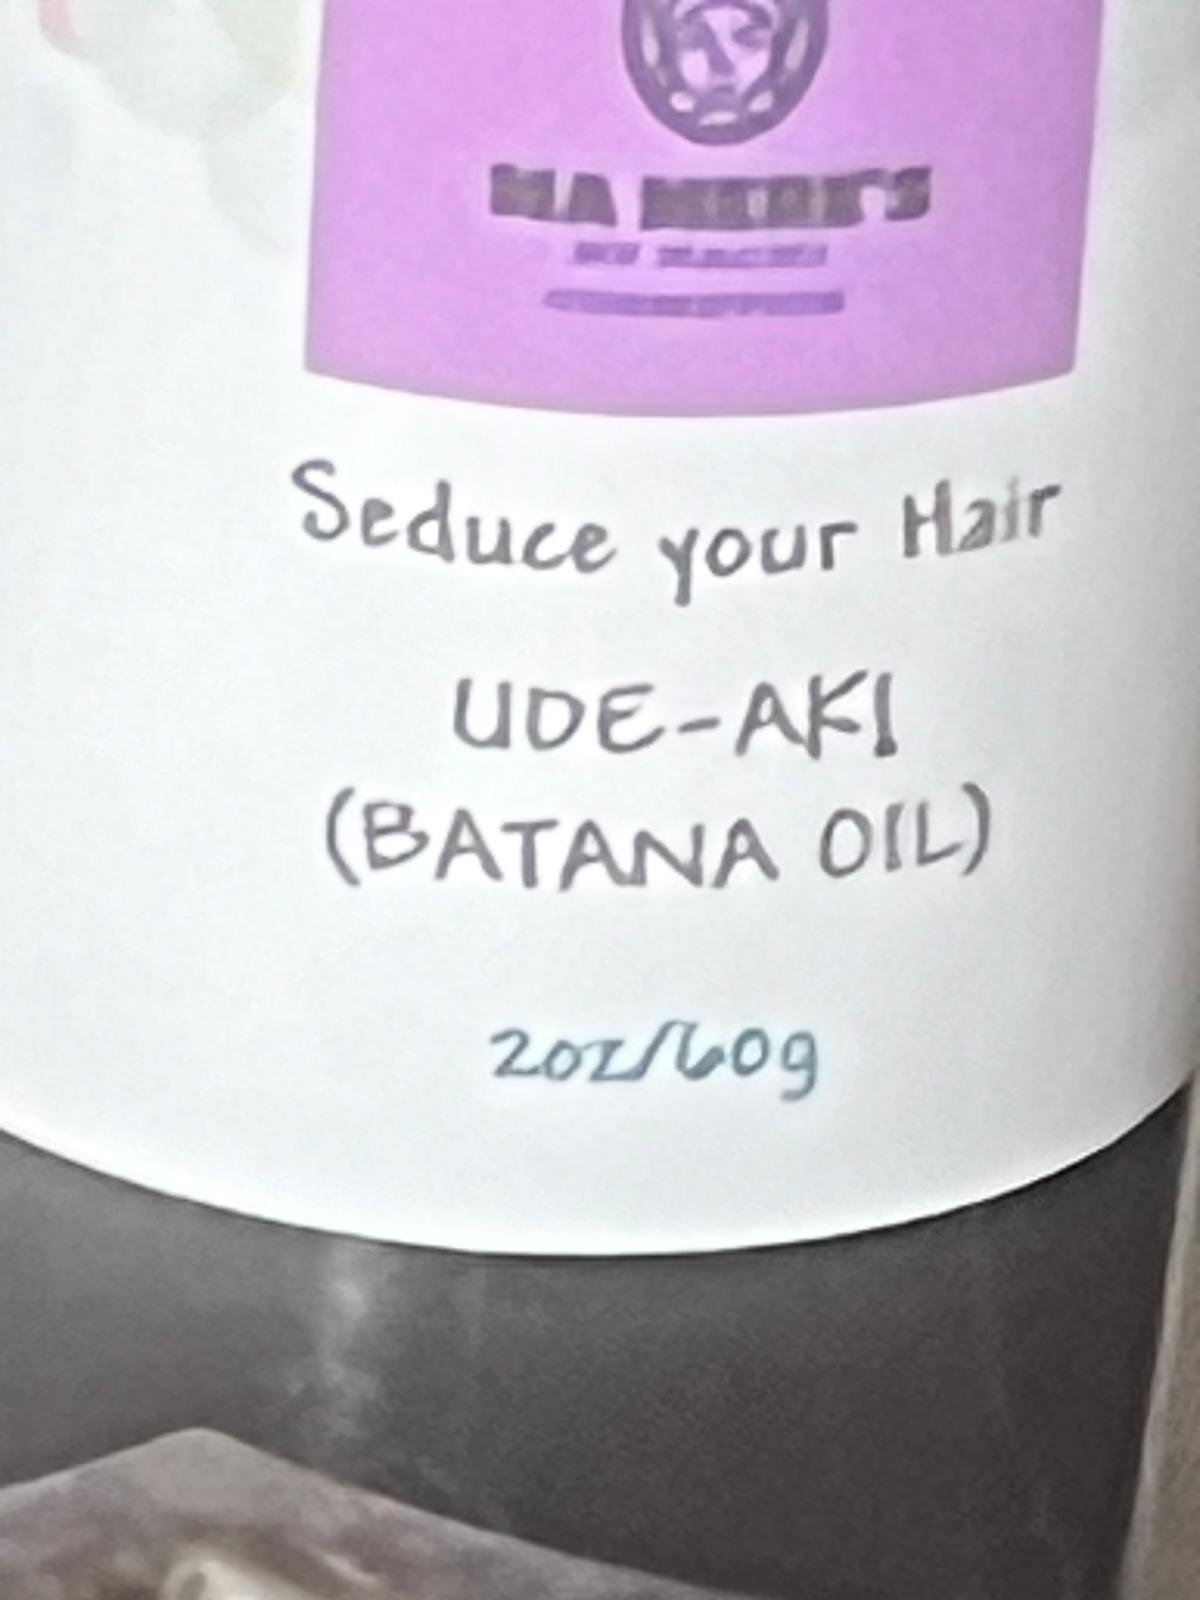 Seduce your Hair
UDE-AKI
(BATANA OIL)
2oz/60g